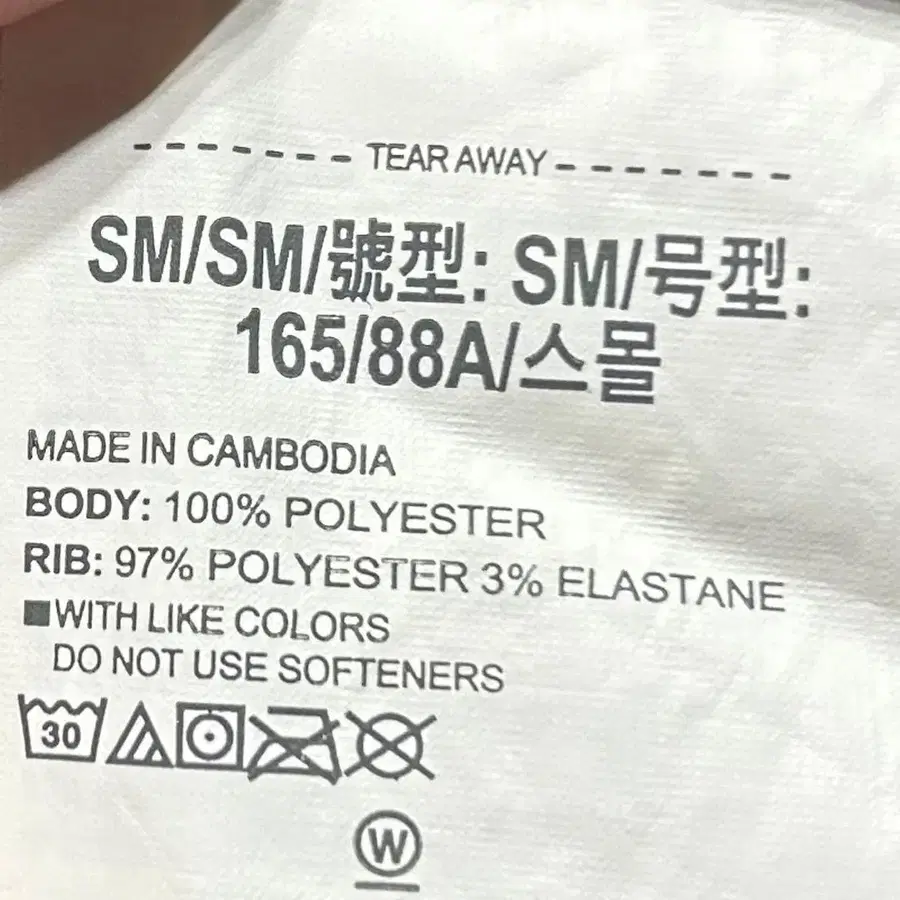 TEAR AWAY
SM/SM/號型: SM/号型:
165/88A/스몰
MADE IN CAMBODIA
BODY: 100% POLYESTER
RIB: 97% POLYESTER 3% ELASTANE
WITH LIKE COLORS
DO NOT USE SOFTENERS
30
W